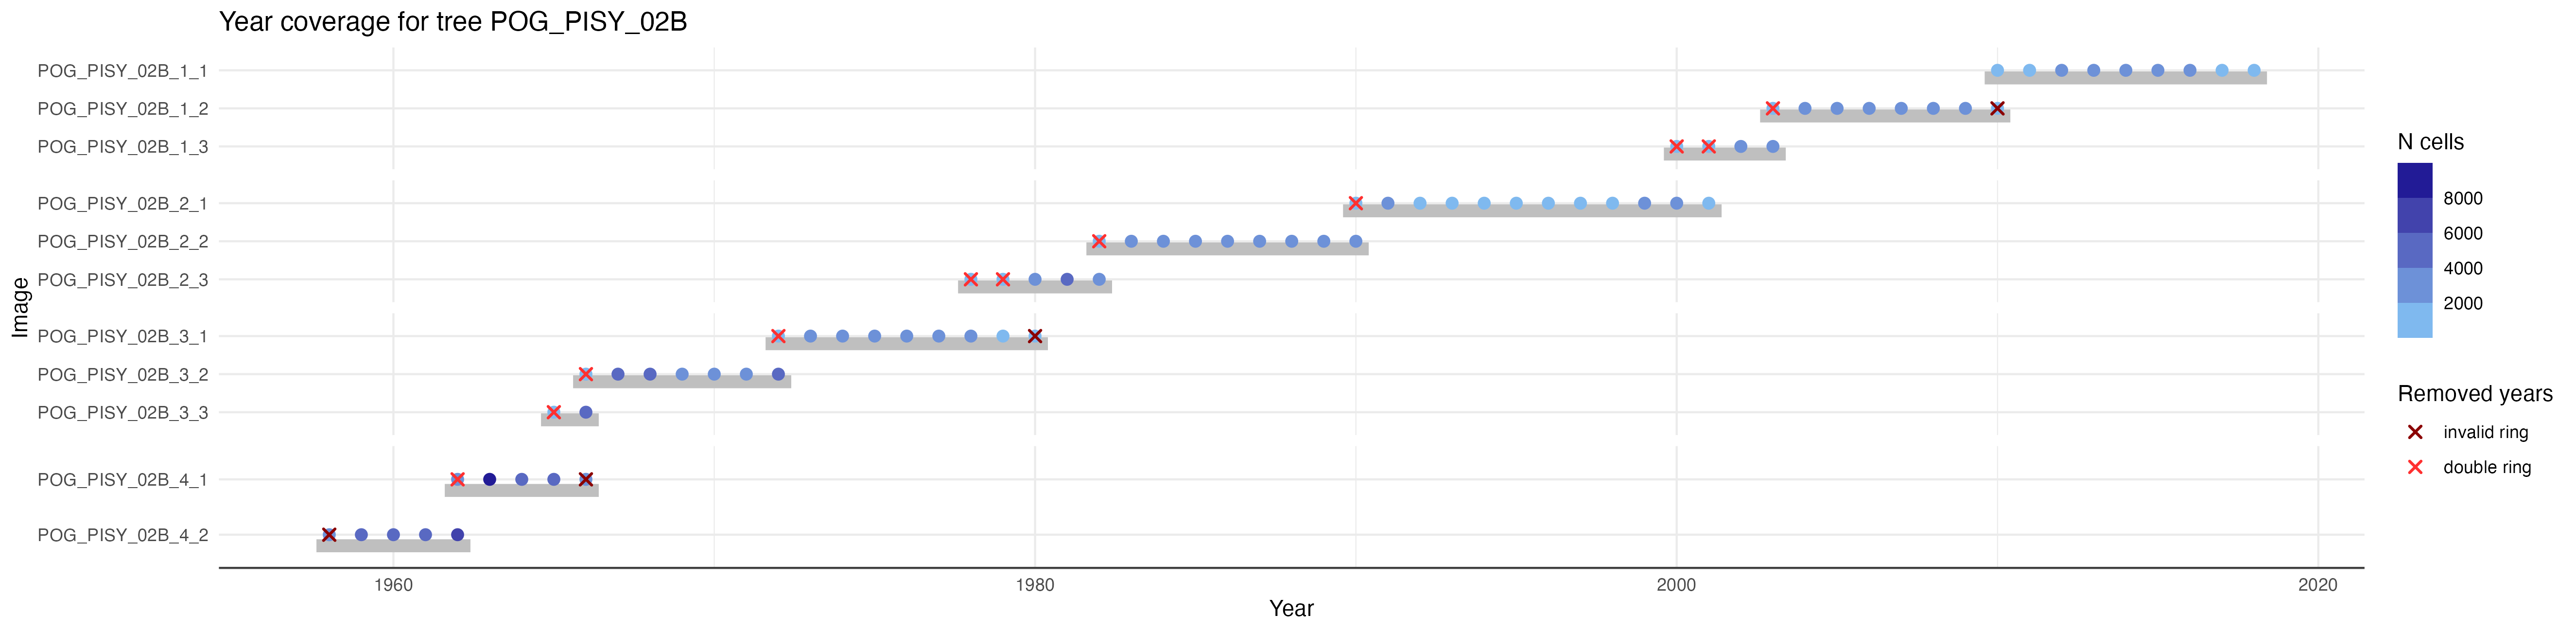 Year coverage for tree POG_PISY_02B
POG_PISY_02B_1_1
POG_PISY_02B_1_2
POG_PISY_02B_1_3
POG_PISY_02B_2_1
POG_PISY_02B_2_2
POG_PISY_02B_2_3
POG_PISY_02B_3_1
POG_PISY_02B_3_2
POG_PISY_02B_3_3
POG_PISY_02B_4_1
POG_PISY_02B_4_2
Image
1960 1980 2000 2020
Year
N cells
8000
6000
4000
2000
Removed years
invalid ring
double ring